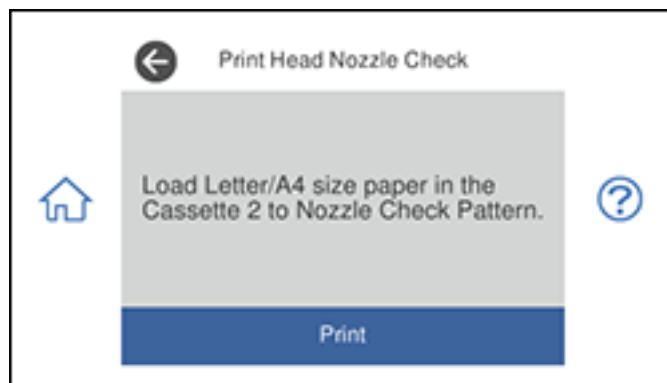 Print Head Nozzle Check
Load Letter/A4 size paper in the
Cassette 2 to Nozzle Check Pattern.
Print